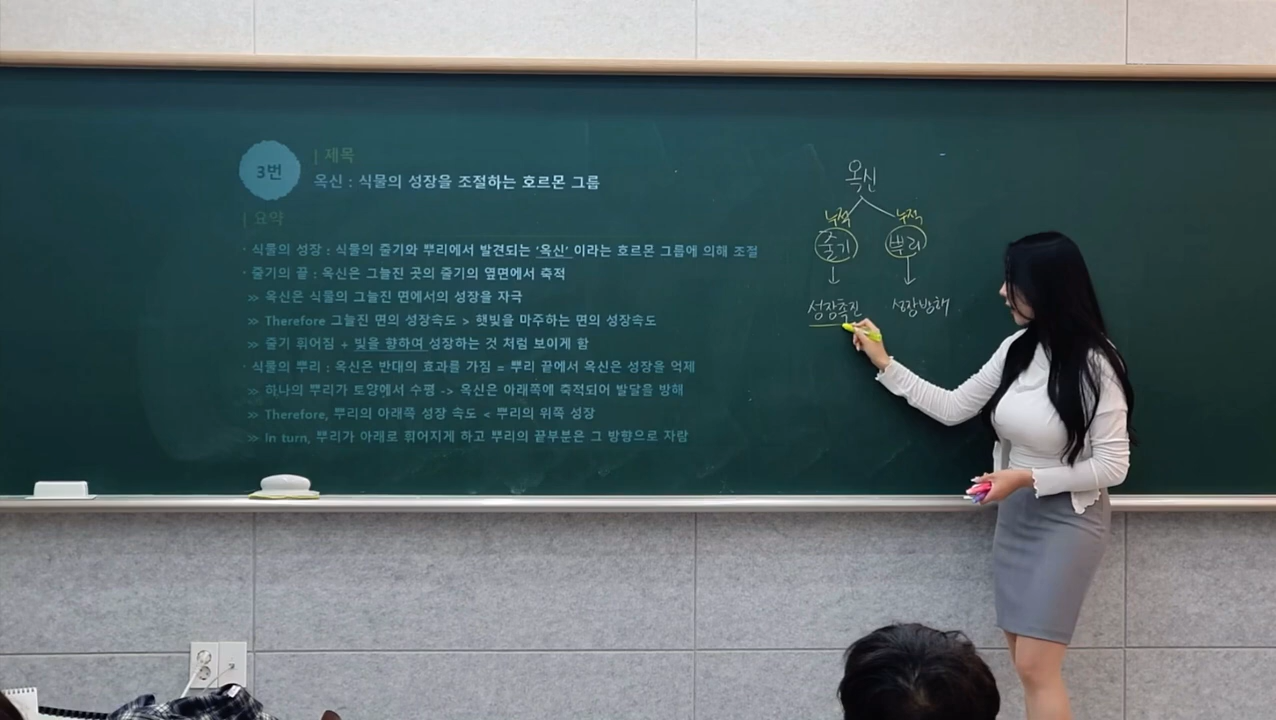 3번
| 제목
옥신 : 식물의 성장을 조절하는 호르몬 그룹
| 요약
· 식물의 성장 : 식물의 줄기와 뿌리에서 발견되는 ‘옥신’ 이라는 호르몬 그룹에 의해 조절
· 줄기의 끝 : 옥신은 그늘진 곳의 줄기의 옆면에서 축적
≫ 옥신은 식물의 그늘진 면에서의 성장을 자극
≫ Therefore 그늘진 면의 성장속도 > 햇빛을 마주하는 면의 성장속도
≫ 줄기 휘어짐 + 빛을 향하여 성장하는 것 처럼 보이게 함
· 식물의 뿌리 : 옥신은 반대의 효과를 가짐 = 뿌리 끝에서 옥신은 성장을 억제
≫ 하나의 뿌리가 토양에서 수평 -> 옥신은 아래쪽에 축적되어 발달을 방해
≫ Therefore, 뿌리의 아래쪽 성장 속도 < 뿌리의 위쪽 성장
≫ In turn, 뿌리가 아래로 휘어지게 하고 뿌리의 끝부분은 그 방향으로 자람
옥신
누적 누적
줄기 뿌리
↓ ↓
성장촉진 성장방해